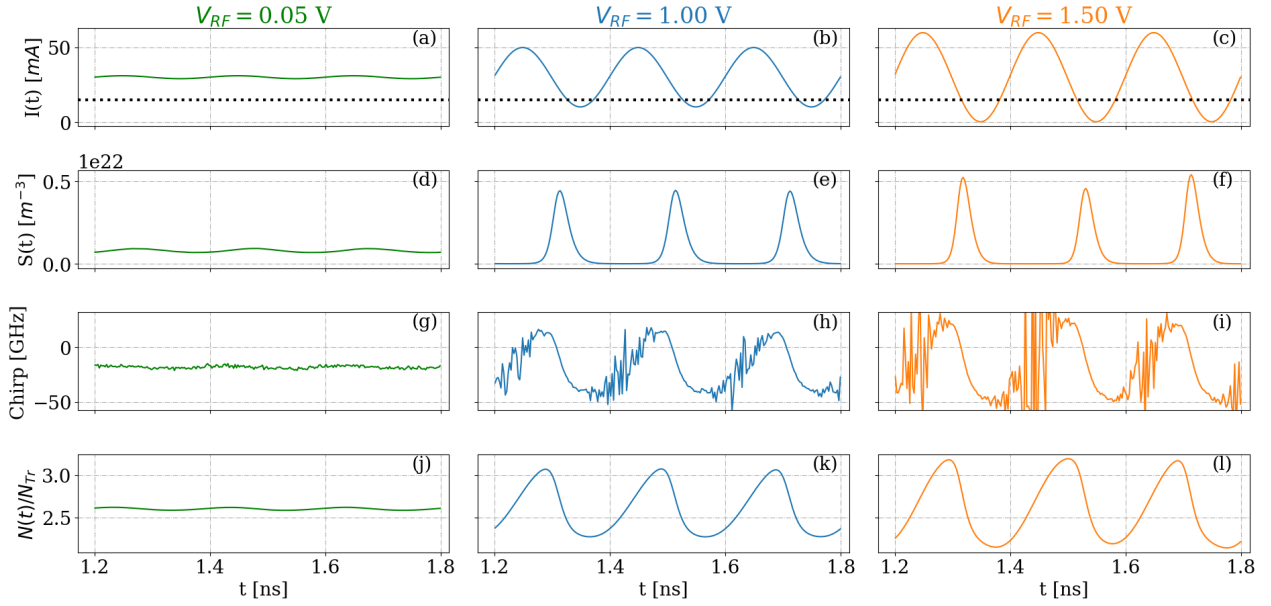 V_RF = 0.05 V V_RF = 1.00 V V_RF = 1.50 V
I(t) [mA] 50 0 (a) (b) (c)
1e22
S(t) [m⁻³] 0.5 0.0 (d) (e) (f)
Chirp [GHz] 0 −50 (g) (h) (i)
N(t)/N_Tr 3.0 2.5 (j) (k) (l)
1.2 1.4 1.6 1.8 1.2 1.4 1.6 1.8 1.2 1.4 1.6 1.8
t [ns] t [ns] t [ns]